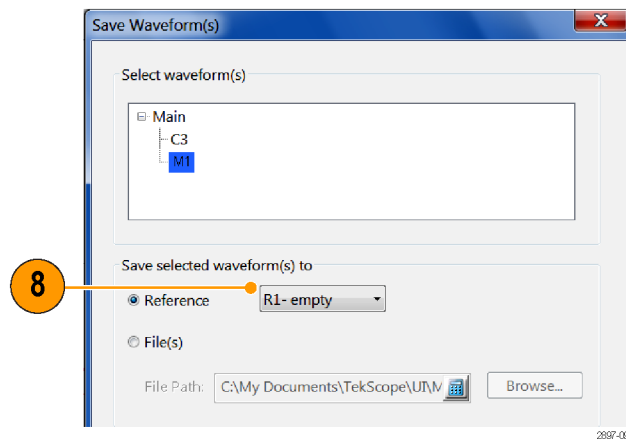 Save Waveform(s)
X
Select waveform(s)
Main
C3
M1
Save selected waveform(s) to
8
Reference R1- empty
File(s)
File Path: C:\My Documents\TekScope\UI\M Browse...